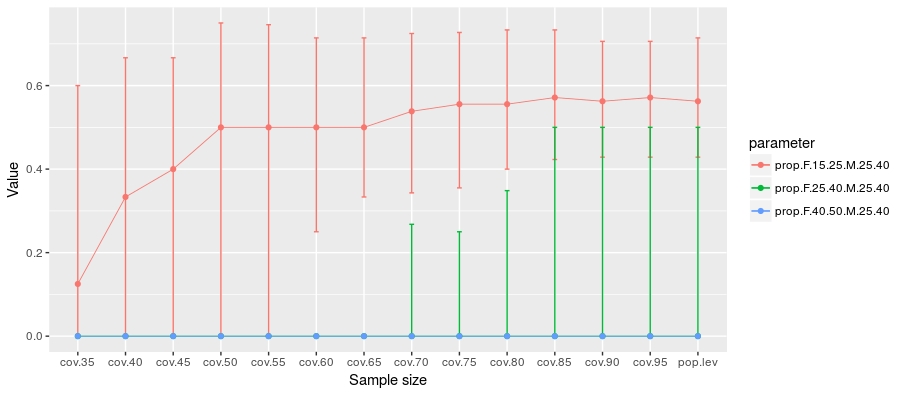 Value
0.6
0.4
0.2
0.0
cov.35 cov.40 cov.45 cov.50 cov.55 cov.60 cov.65 cov.70 cov.75 cov.80 cov.85 cov.90 cov.95 pop.lev
Sample size
parameter
prop.F.15.25.M.25.40
prop.F.25.40.M.25.40
prop.F.40.50.M.25.40